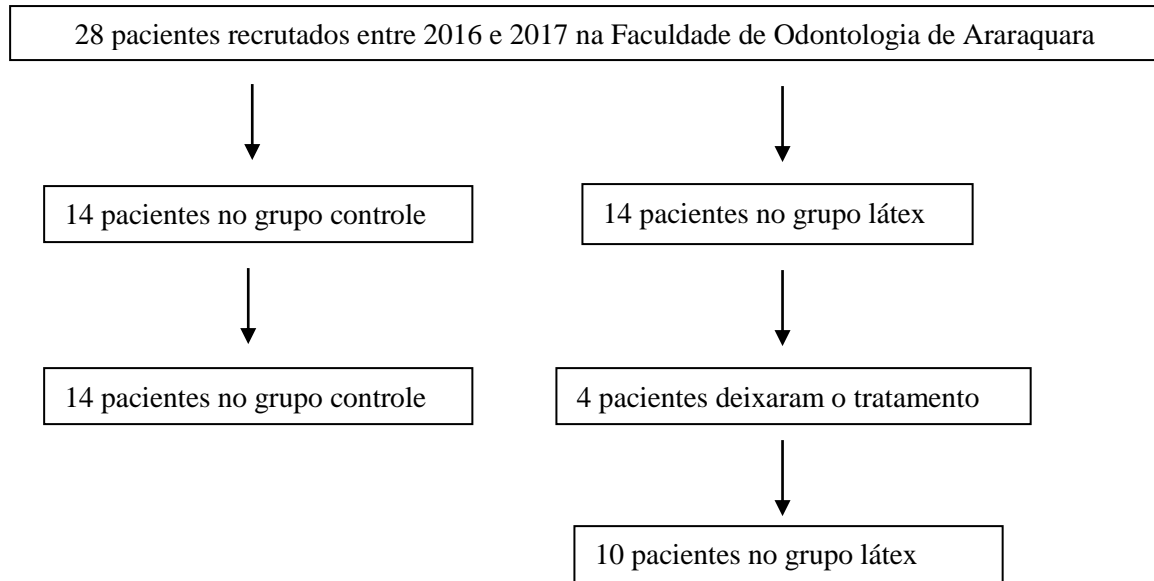 28 pacientes recrutados entre 2016 e 2017 na Faculdade de Odontologia de Araraquara
14 pacientes no grupo controle
14 pacientes no grupo látex
14 pacientes no grupo controle
4 pacientes deixaram o tratamento
10 pacientes no grupo látex